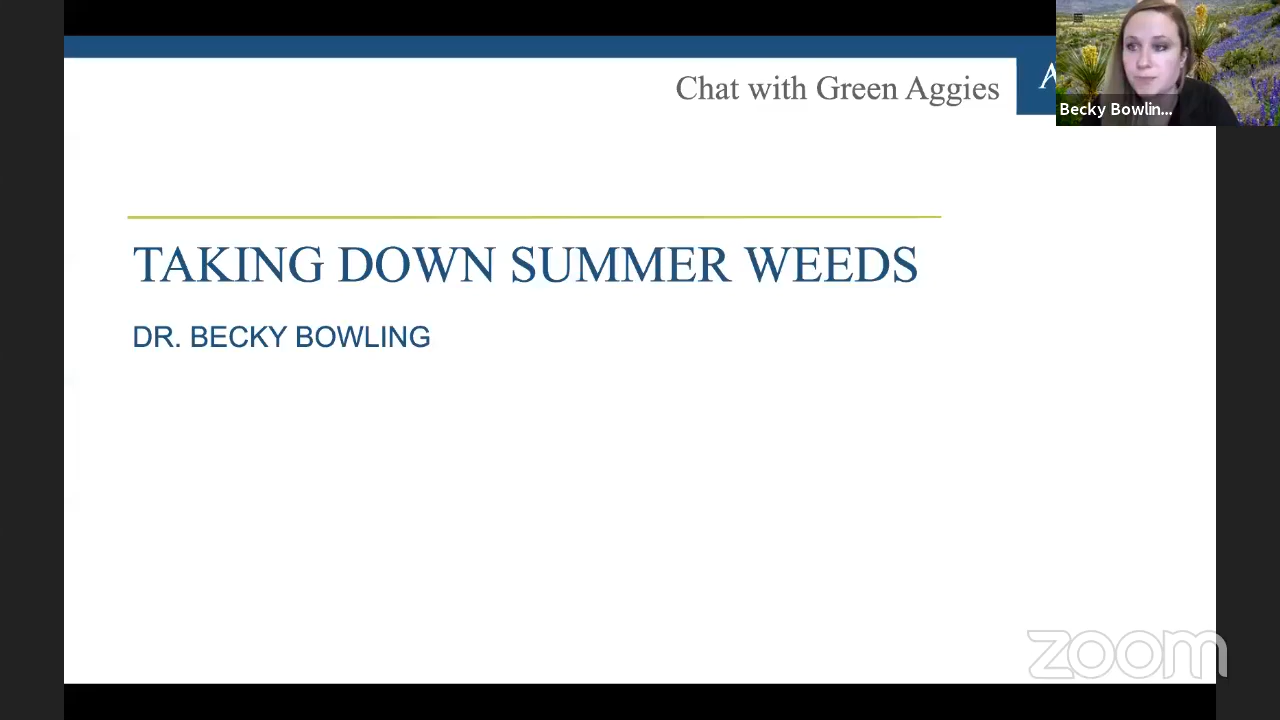 Chat with Green Aggies
A
Becky Bowlin...
TAKING DOWN SUMMER WEEDS
DR. BECKY BOWLING
zoom